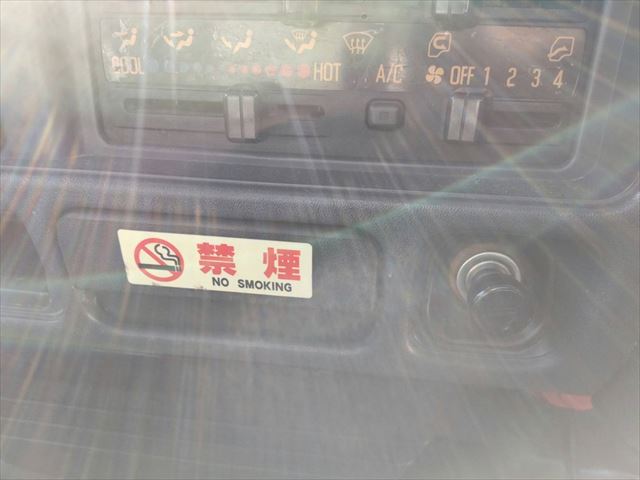 COOL HOT A/C OFF 1 2 3 4
禁煙
NO SMOKING